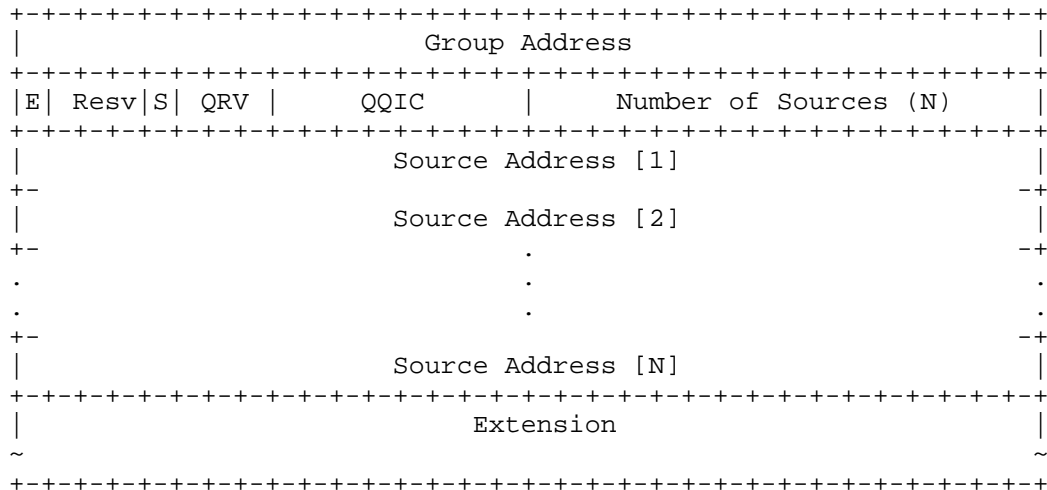 +-+-+-+-+-+-+-+-+-+-+-+-+-+-+-+-+-+-+-+-+-+-+-+-+-+-+-+-+-+-+-+-+
|                         Group Address                         |
+-+-+-+-+-+-+-+-+-+-+-+-+-+-+-+-+-+-+-+-+-+-+-+-+-+-+-+-+-+-+-+-+
|E| Resv|S| QRV |     QQIC      |     Number of Sources (N)     |
+-+-+-+-+-+-+-+-+-+-+-+-+-+-+-+-+-+-+-+-+-+-+-+-+-+-+-+-+-+-+-+-+
|                       Source Address [1]                      |
+-                                                             -+
|                       Source Address [2]                      |
+-                              .                              -+
.                               .                               .
.                               .                               .
+-                                                             -+
|                       Source Address [N]                      |
+-+-+-+-+-+-+-+-+-+-+-+-+-+-+-+-+-+-+-+-+-+-+-+-+-+-+-+-+-+-+-+-+
|                            Extension                          |
~                                                               ~
+-+-+-+-+-+-+-+-+-+-+-+-+-+-+-+-+-+-+-+-+-+-+-+-+-+-+-+-+-+-+-+-+